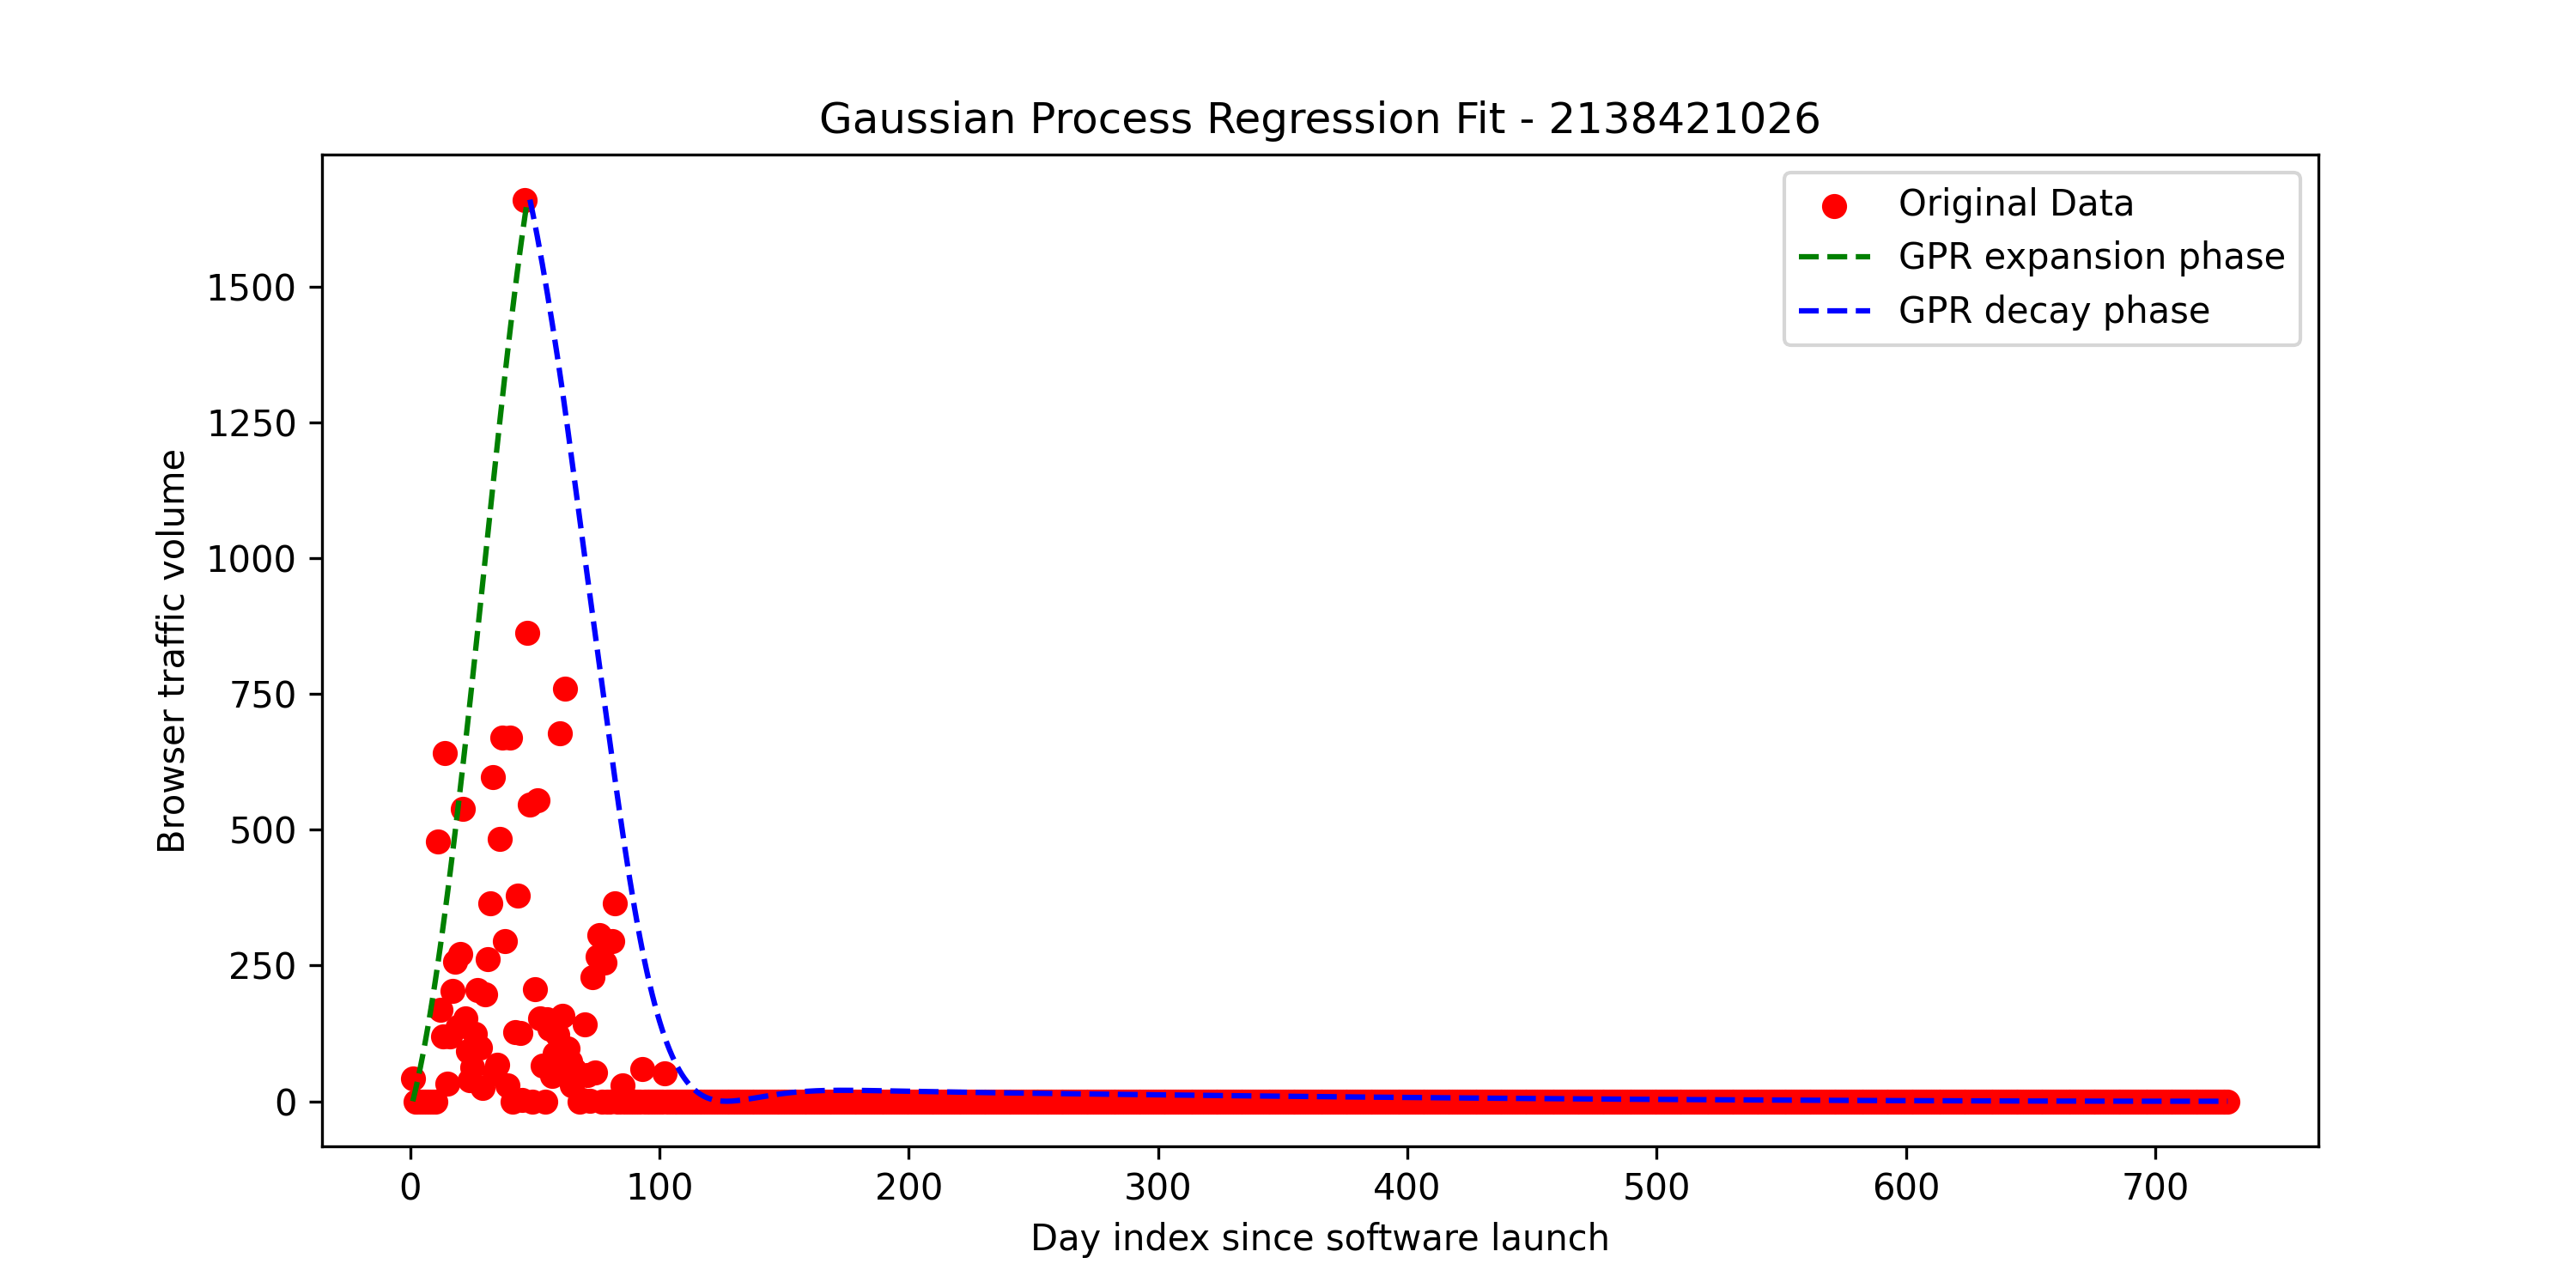 Gaussian Process Regression Fit - 2138421026
Original Data
GPR expansion phase
GPR decay phase
Browser traffic volume
1500
1250
1000
750
500
250
0
0 100 200 300 400 500 600 700
Day index since software launch